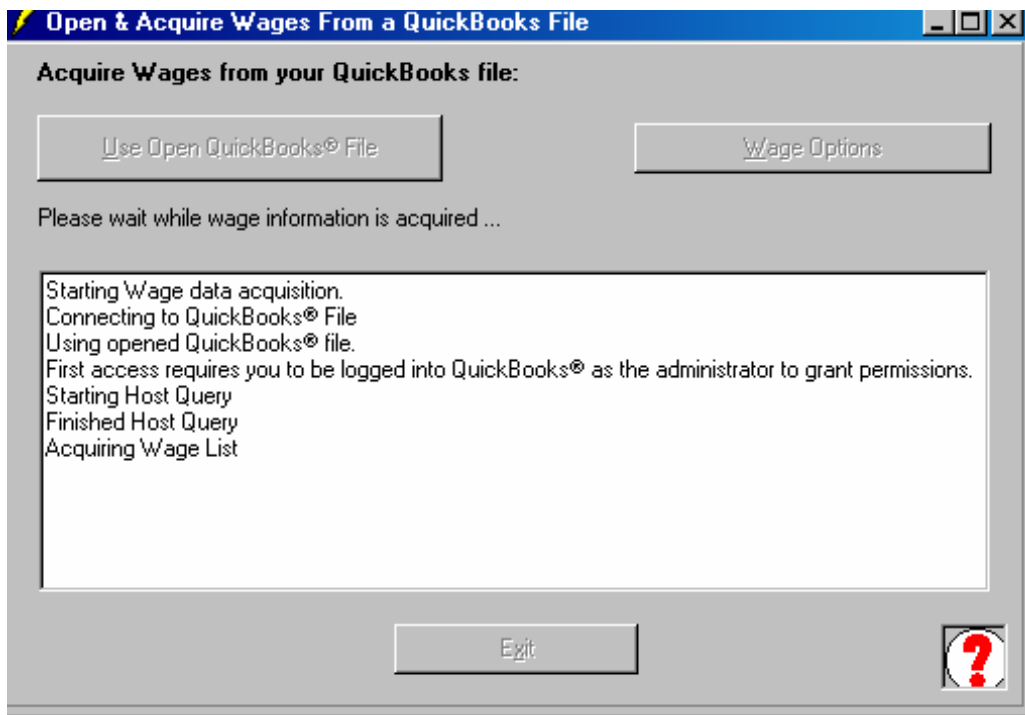 Open & Acquire Wages From a QuickBooks File
Acquire Wages from your QuickBooks file:
Use Open QuickBooks® File
Wage Options
Please wait while wage information is acquired ...
Starting Wage data acquisition.
Connecting to QuickBooks® File
Using opened QuickBooks® file.
First access requires you to be logged into QuickBooks® as the administrator to grant permissions.
Starting Host Query
Finished Host Query
Acquiring Wage List
Exit
?